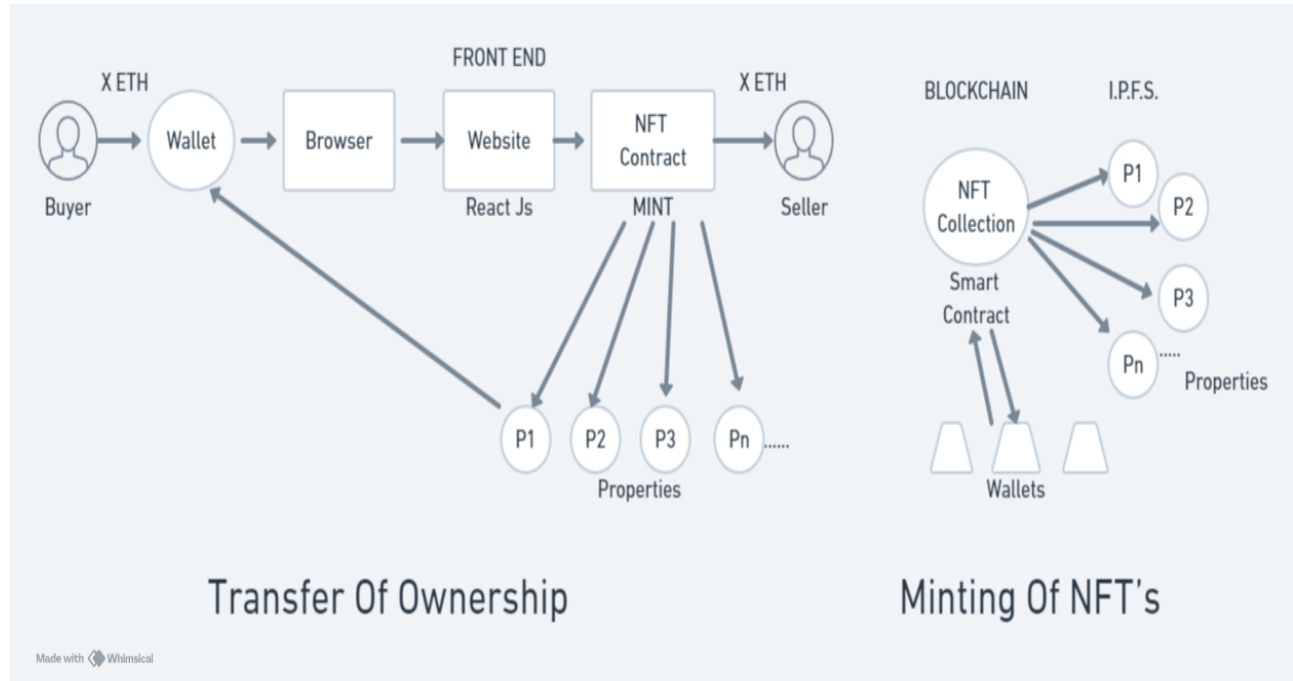 FRONT END
X ETH
X ETH
Wallet
Browser
Website
NFT
Contract
Buyer
React Js
MINT
Seller
P1
P2
P3
Pn
......
Properties
Transfer Of Ownership
BLOCKCHAIN
I.P.F.S.
NFT
Collection
P1
P2
P3
Pn
.....
Properties
Smart
Contract
Wallets
Minting Of NFT's
Made with Whimsical